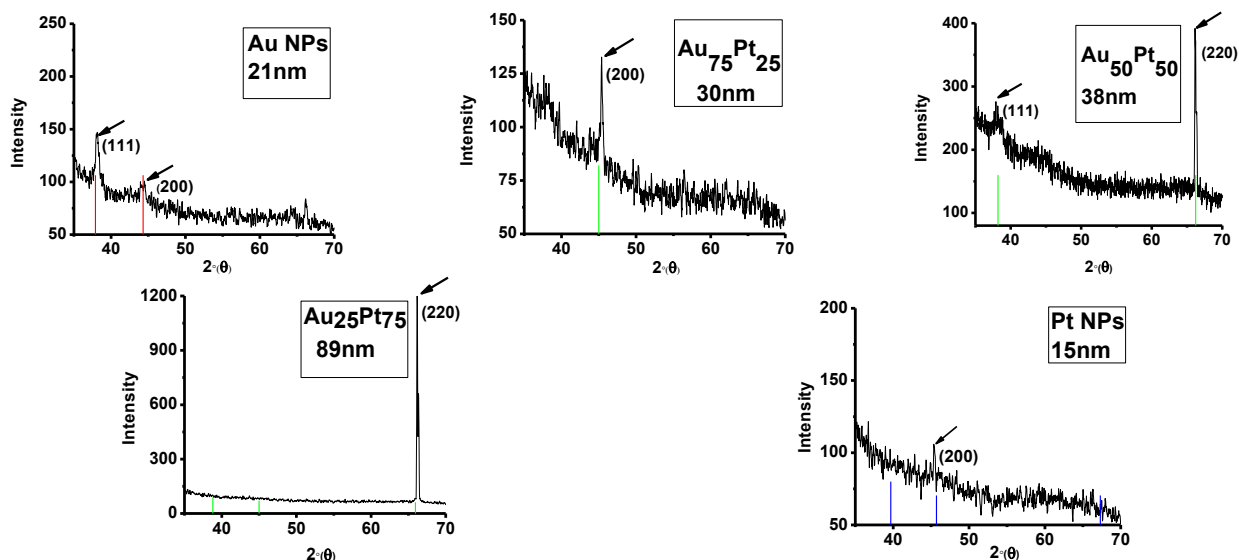 250
200
150
100
50
Intensity
Au NPs
21nm
(111)
(200)
40
50
60
70
2°(θ)
150
125
100
75
50
Intensity
Au75Pt25
30nm
(200)
40
50
60
70
2°(θ)
400
300
200
100
Intensity
Au50Pt50
38nm
(111)
(220)
40
50
60
70
2°(θ)
1200
900
600
300
0
Intensity
Au25Pt75
89nm
(220)
40
50
60
70
2°(θ)
200
150
100
50
Intensity
Pt NPs
15nm
(200)
40
50
60
70
2°(θ)